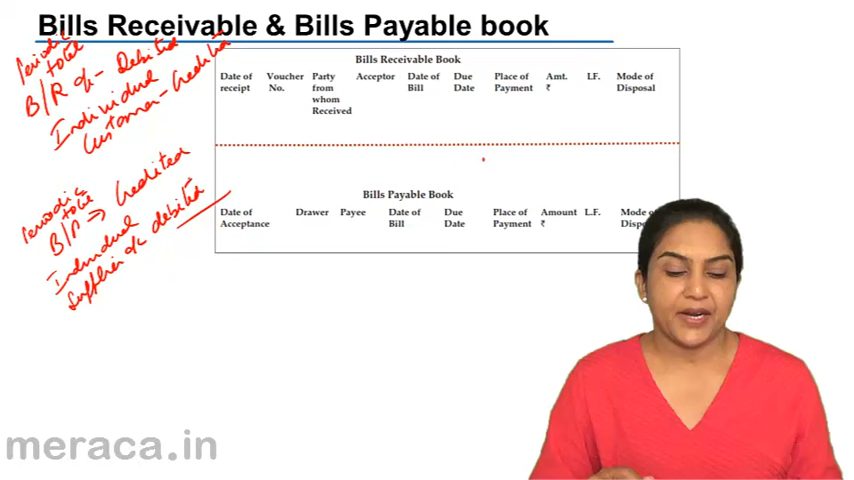 Bills Receivable & Bills Payable book
Periodic
total
B/R a/c - Debited
Individual
Customer - Credited
Bills Receivable Book
Date of receipt Voucher No. Party from whom Received Acceptor Date of Bill Due Date Place of Payment Amt. ₹ LF. Mode of Disposal
Periodic
total
B/P → Credited
Individual
Supplier a/c debited
Bills Payable Book
Date of Acceptance Drawer Payee Date of Bill Due Date Place of Payment Amount ₹ L.F. Mode
meraca.in